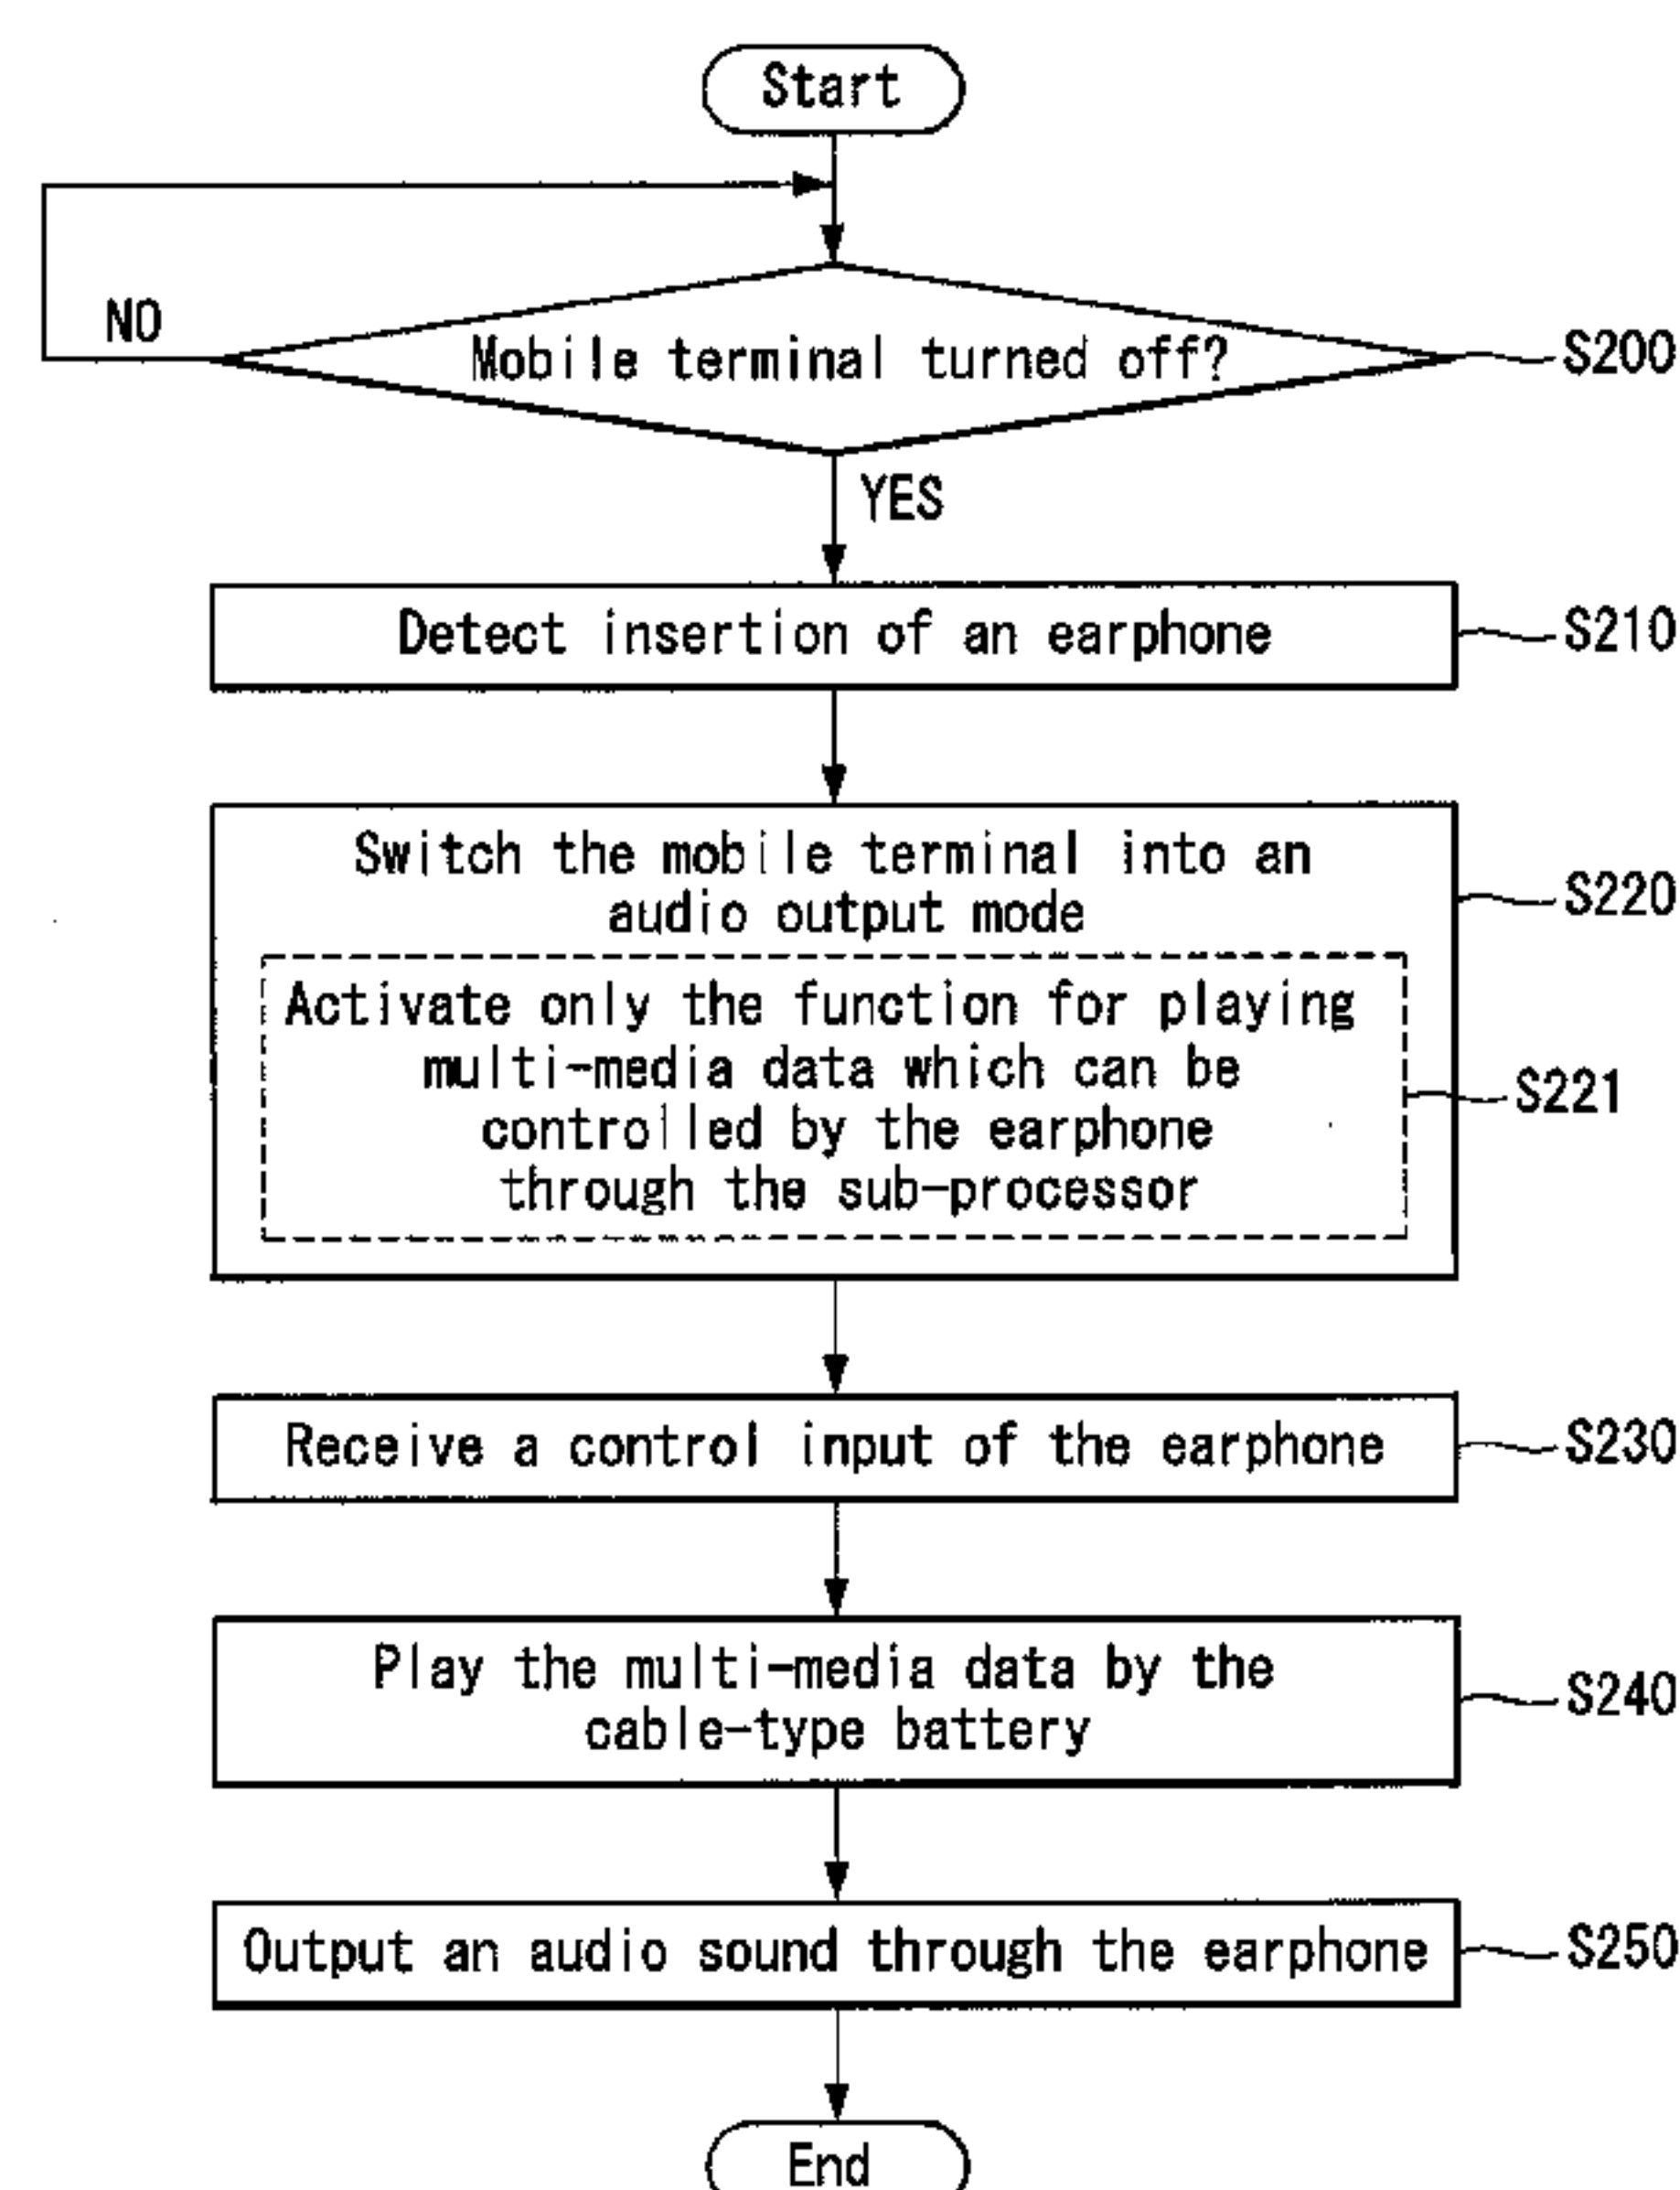 Start
NO
Mobile terminal turned off?
S200
YES
Detect insertion of an earphone
S210
Switch the mobile terminal into an
audio output mode
S220
Activate only the function for playing
multi-media data which can be
controlled by the earphone
through the sub-processor
S221
Receive a control input of the earphone
S230
Play the multi-media data by the
cable-type battery
S240
Output an audio sound through the earphone
S250
End